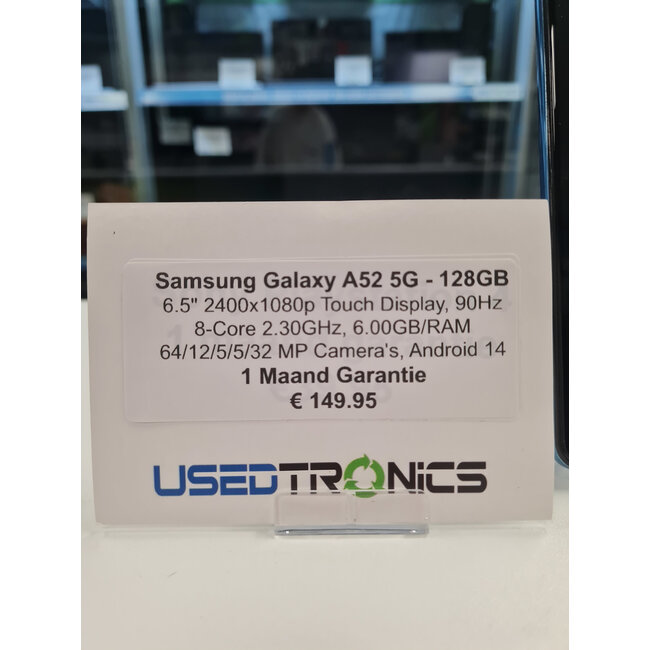 Samsung Galaxy A52 5G - 128GB
6.5" 2400x1080p Touch Display, 90Hz
8-Core 2.30GHz, 6.00GB/RAM
64/12/5/5/32 MP Camera's, Android 14
1 Maand Garantie
€ 149.95
USEDTRONiCS